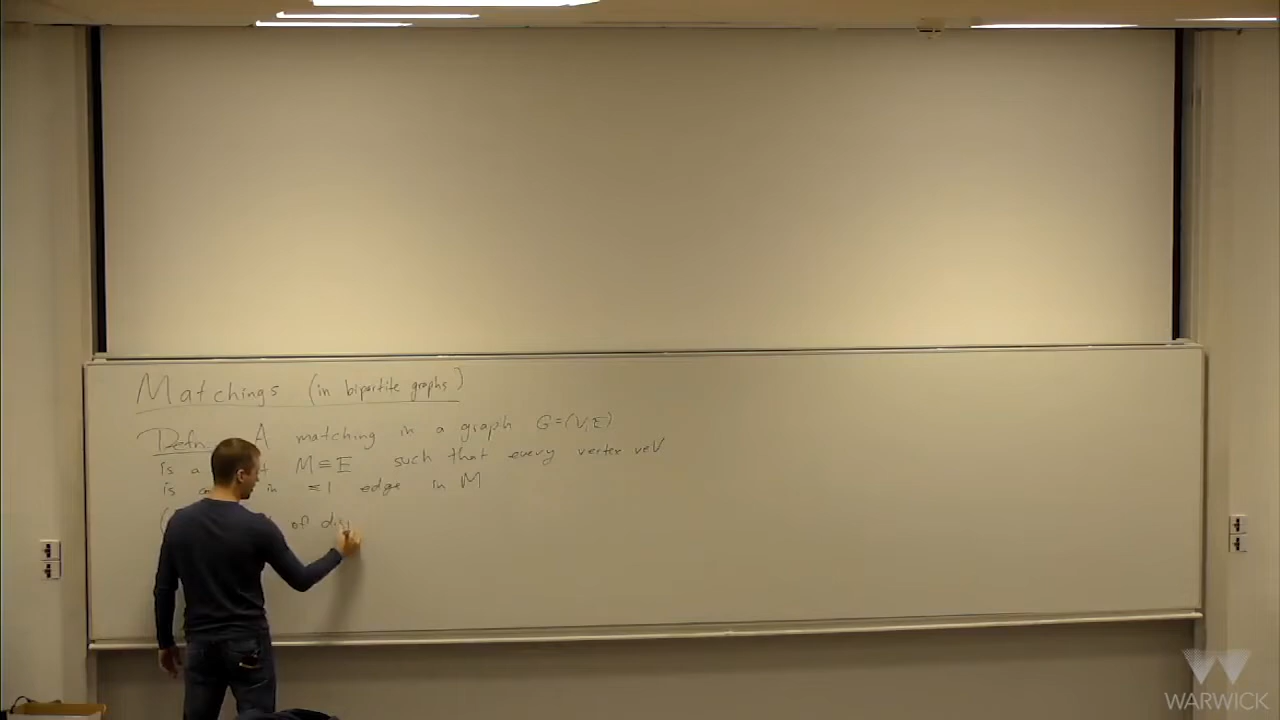 Matchings (in bipartite graphs)
Defn. A matching in a graph G=(V,E)
is a M⊆E such that every vertex v∈V
is in ≤1 edge in M
( of
WARWICK